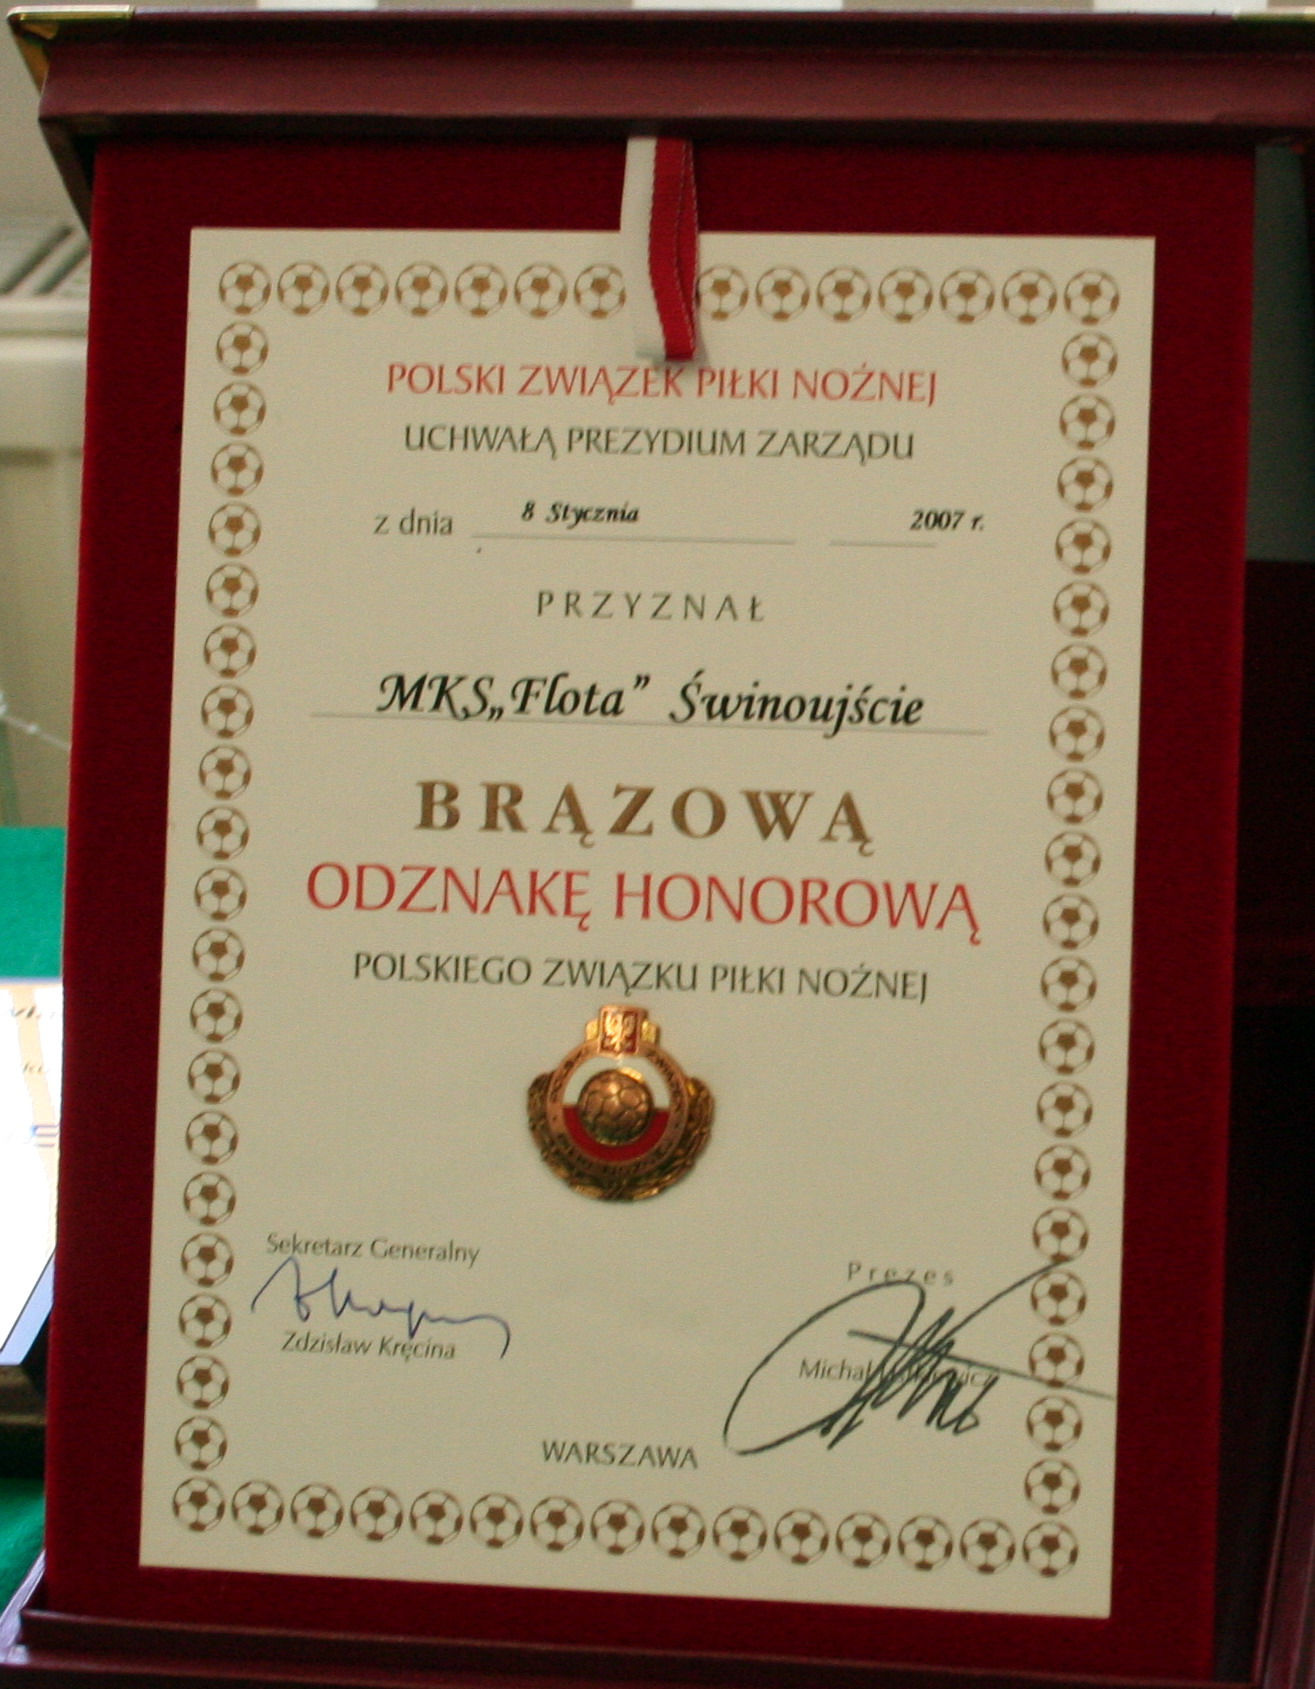 POLSKI ZWIĄZEK PIŁKI NOŻNEJ
UCHWAŁĄ PREZYDIUM ZARZĄDU
z dnia 8 Stycznia 2007 r.
PRZYZNAŁ
MKS„Flota” Świnoujście
BRĄZOWĄ
ODZNAKĘ HONOROWĄ
POLSKIEGO ZWIĄZKU PIŁKI NOŻNEJ
Sekretarz Generalny
Zdzisław Kręcina
Prezes
Michał
WARSZAWA